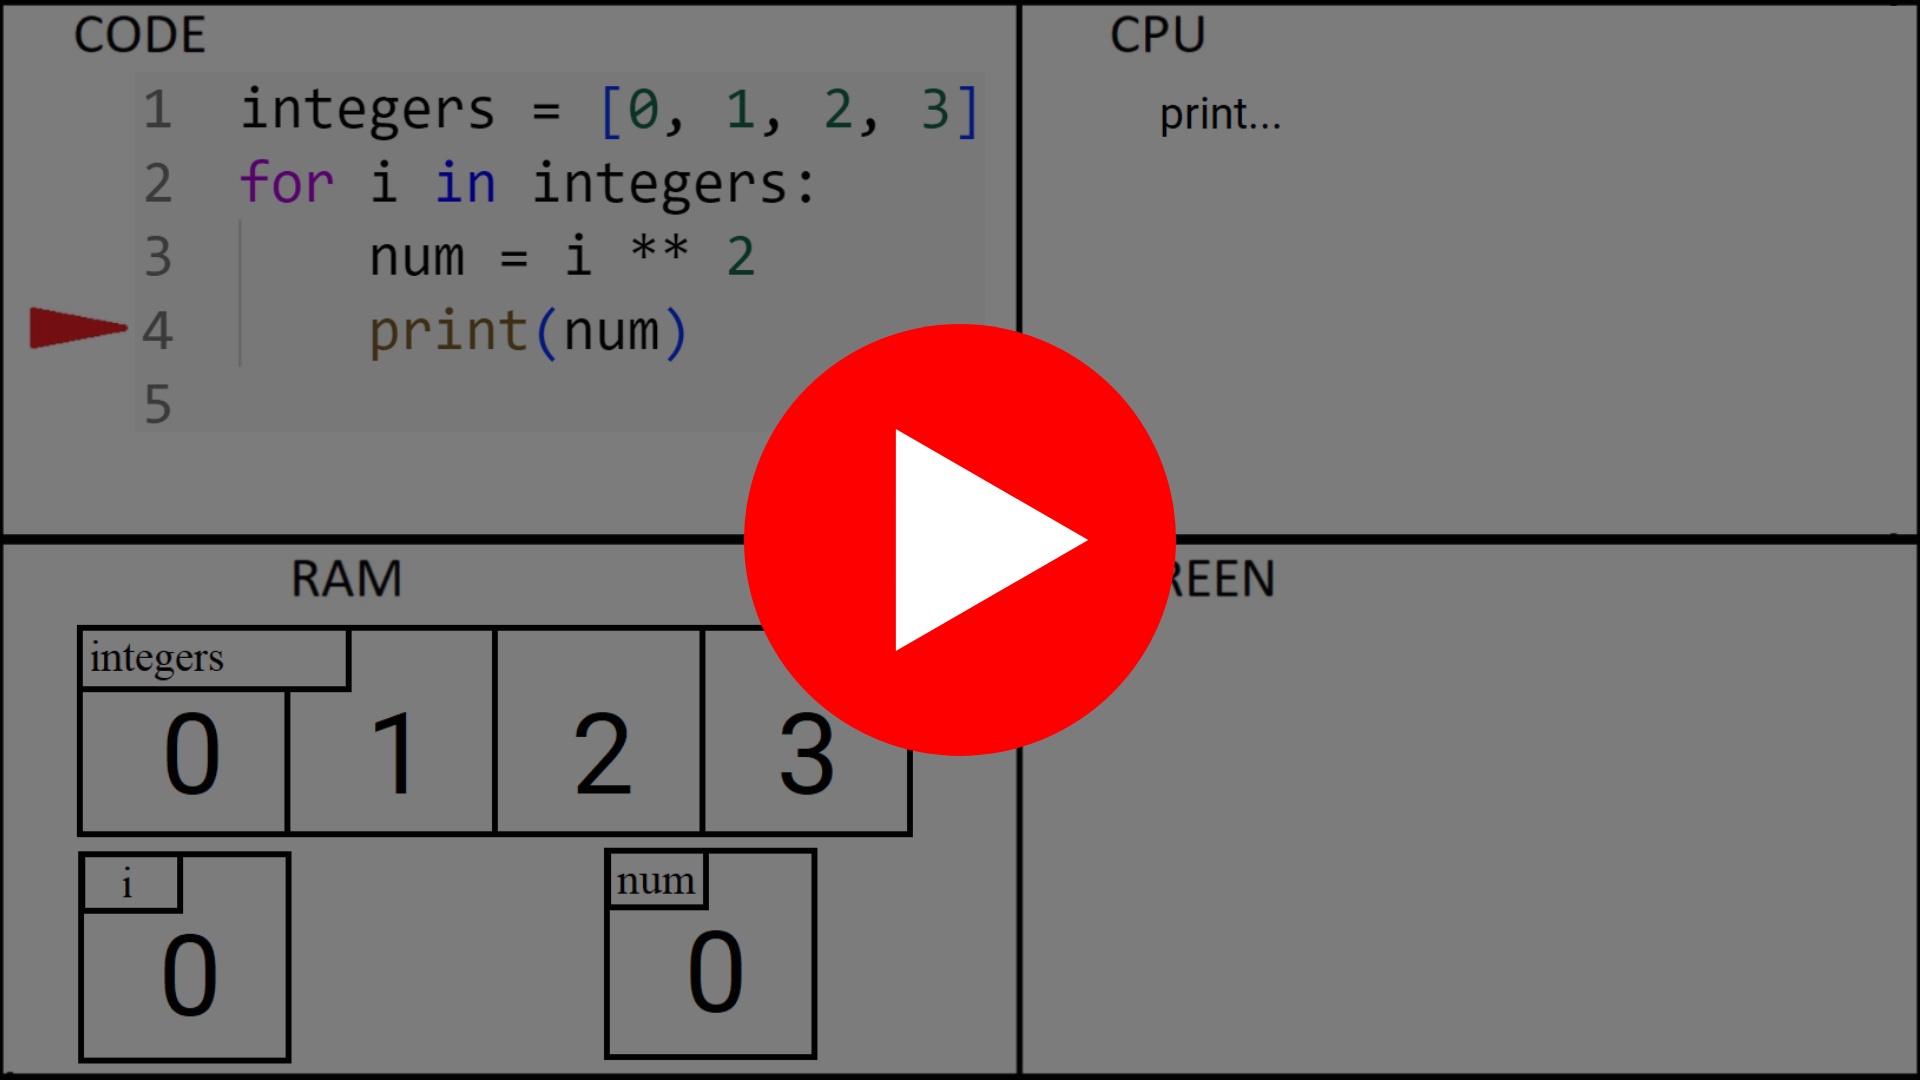 CODE
1 integers = [0, 1, 2, 3]
2 for i in integers:
3 num = i ** 2
4 print(num)
5
CPU
print...
RAM
integers
0 1 2 3
i
0
num
0
REEN